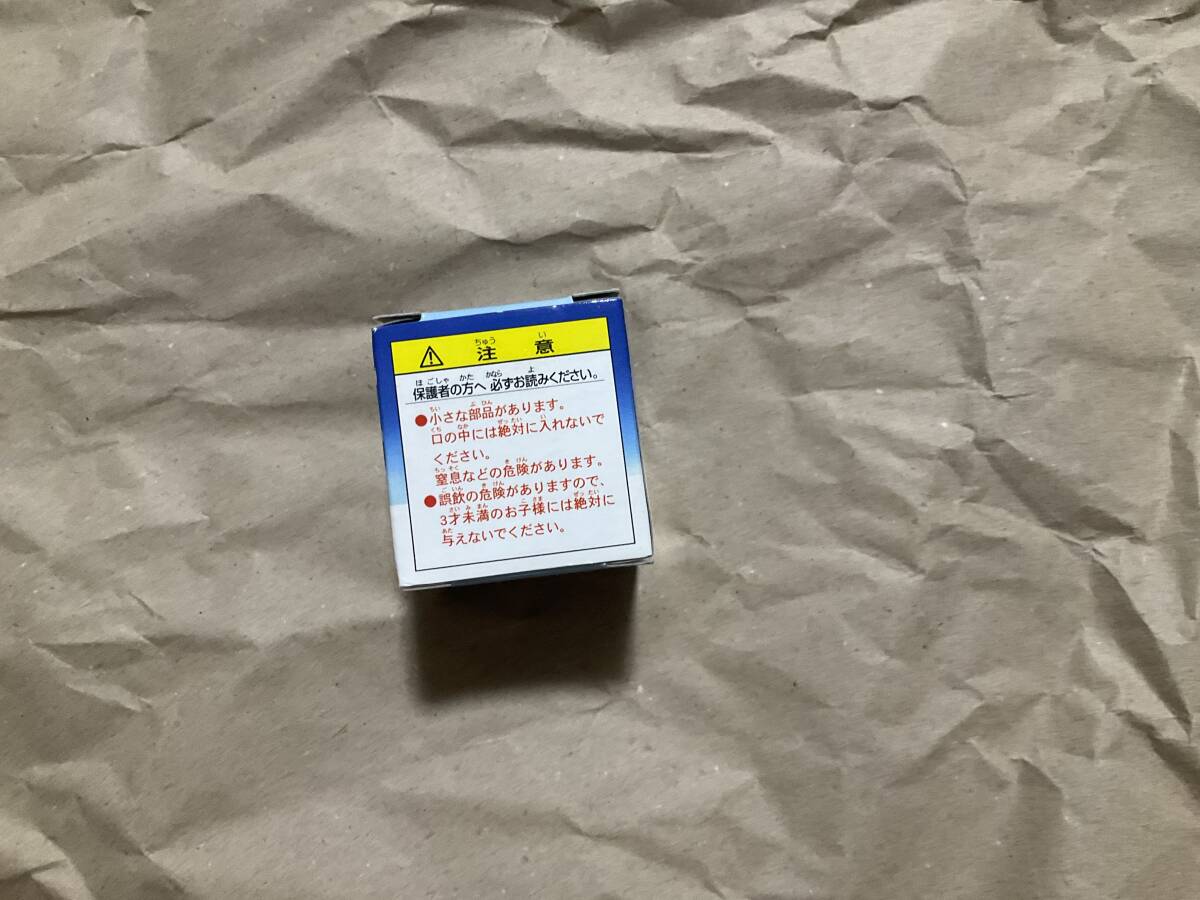 注意
保護者の方へ 必ずお読みください。
●小さな部品があります。
口の中には絶対に入れないで
ください。
窒息などの危険があります。
●誤飲の危険がありますので、
3才未満のお子様には絶対に
与えないでください。